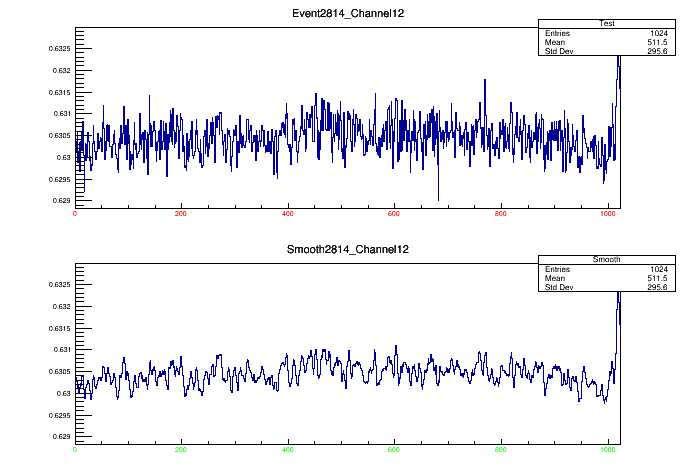 Event2814_Channel12
Test
Entries 1024
Mean 511.5
Std Dev 295.6
0.6325
0.632
0.6315
0.631
0.6305
0.63
0.6295
0.629
0 200 400 600 800 1000
Smooth2814_Channel12
Smooth
Entries 1024
Mean 511.5
Std Dev 295.6
0.6325
0.632
0.6315
0.631
0.6305
0.63
0.6295
0.629
0 200 400 600 800 1000